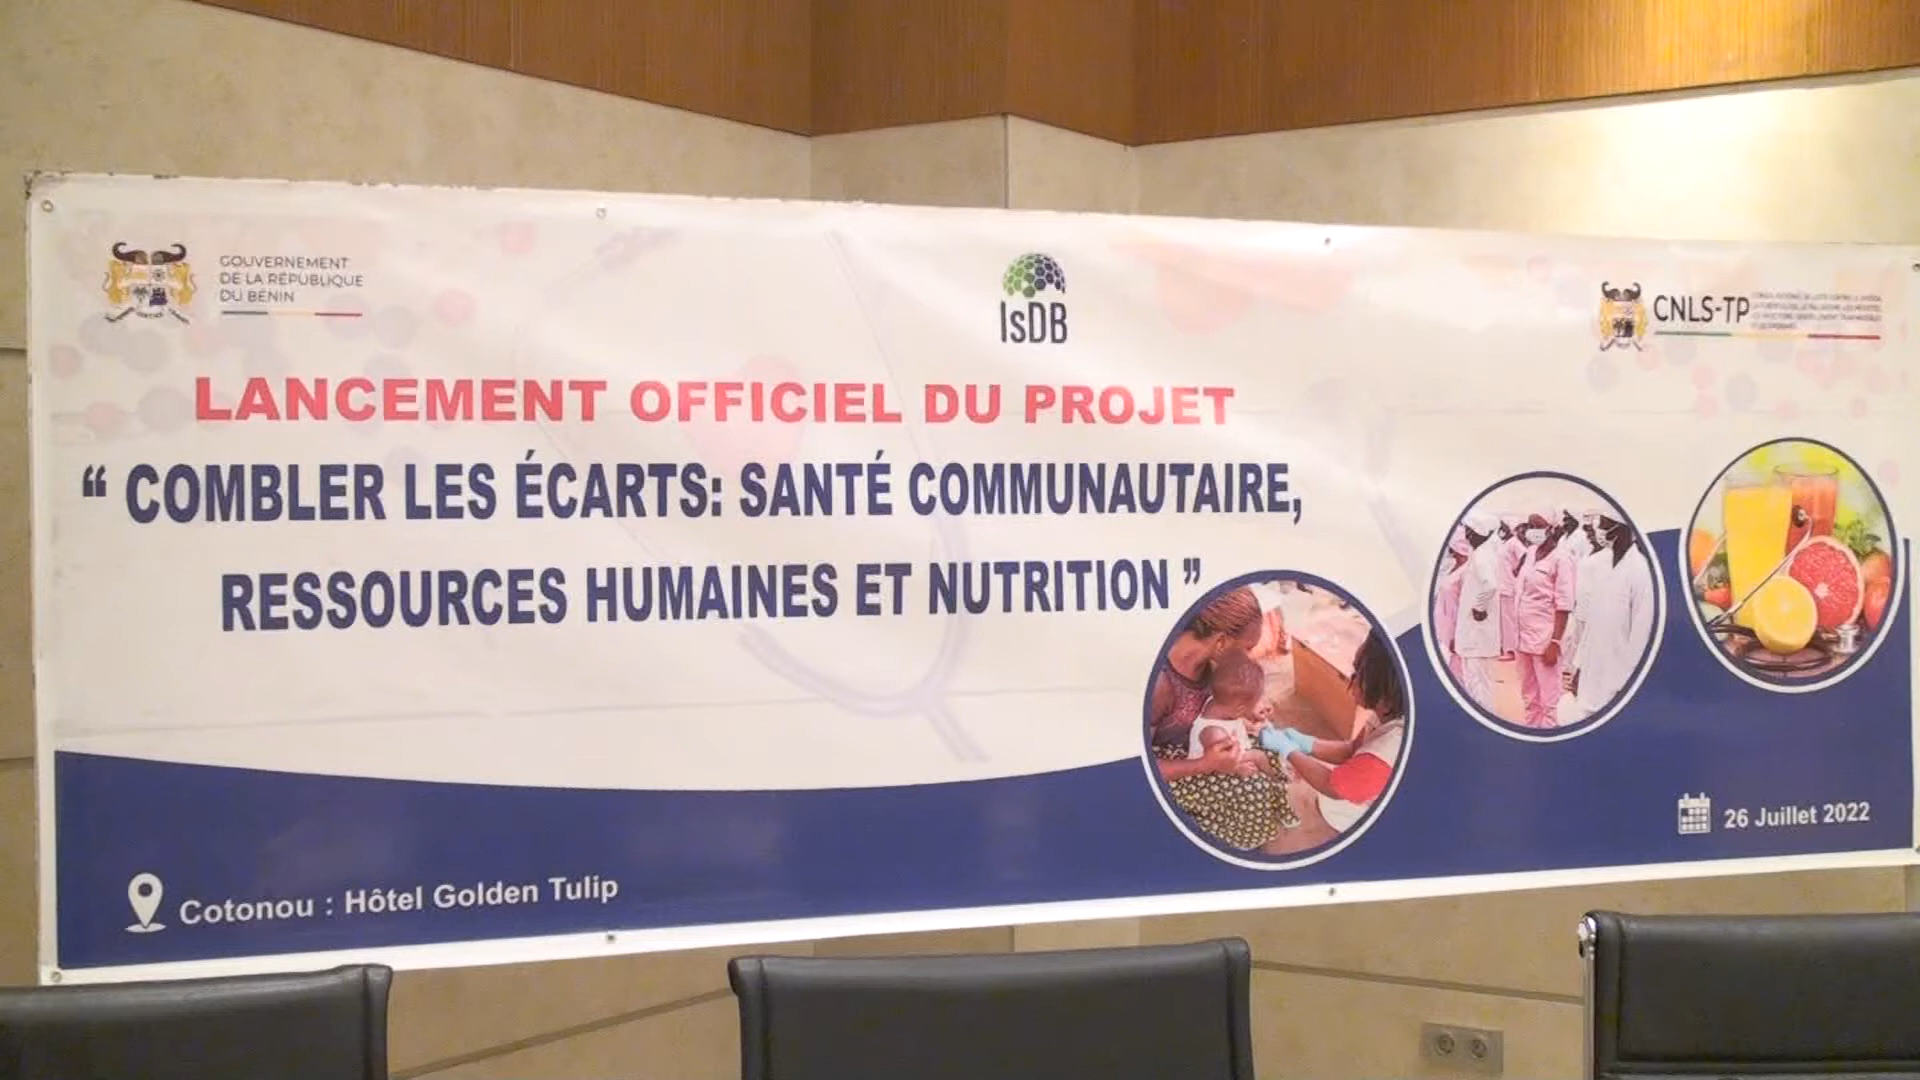 GOUVERNEMENT
DE LA RÉPUBLIQUE
DU BÉNIN
IsDB
CNLS-TP
LANCEMENT OFFICIEL DU PROJET
“ COMBLER LES ÉCARTS: SANTÉ COMMUNAUTAIRE,
RESSOURCES HUMAINES ET NUTRITION ”
26 Juillet 2022
Cotonou : Hôtel Golden Tulip